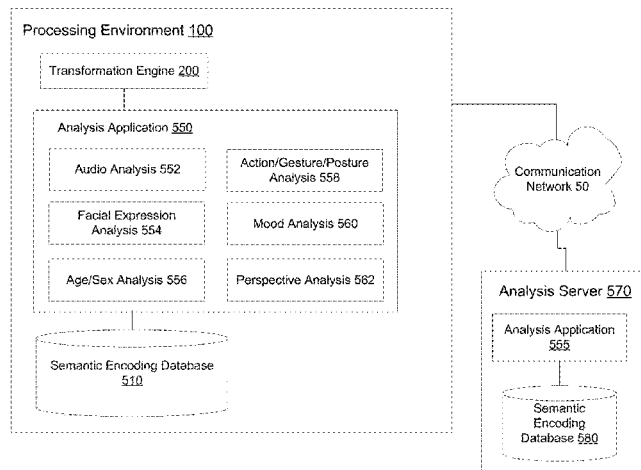 Processing Environment 100
Transformation Engine 200
Analysis Application 550
Audio Analysis 552
Action/Gesture/Posture
Analysis 558
Facial Expression
Analysis 554
Mood Analysis 560
Age/Sex Analysis 556
Perspective Analysis 562
Semantic Encoding Database
510
Communication
Network 50
Analysis Server 570
Analysis Application
555
Semantic
Encoding
Database 580